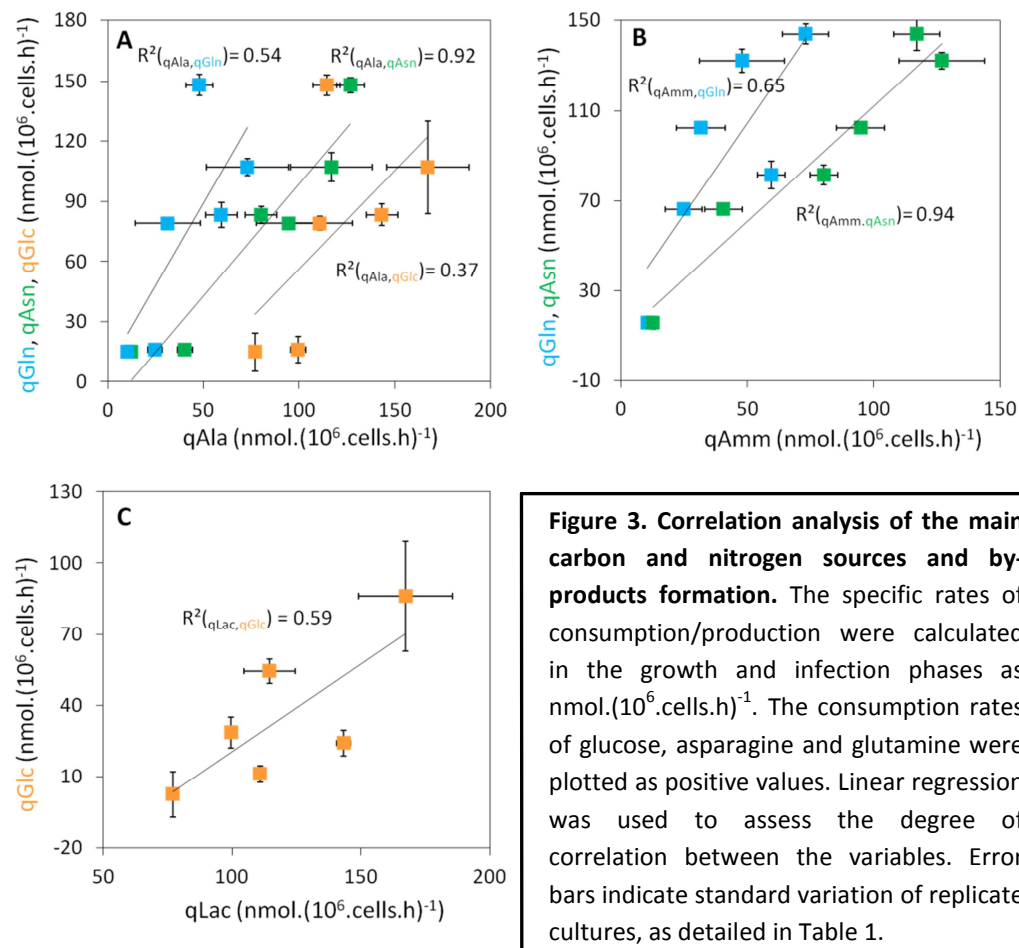 A
R²(qAla,qGln) = 0.54
R²(qAla,qAsn) = 0.92
R²(qAla,qGlc) = 0.37
qGln, qAsn, qGlc (nmol.(10⁶.cells.h)⁻¹
180
150
120
90
60
30
0
0 50 100 150 200
qAla (nmol.(10⁶.cells.h)⁻¹
B
R²(qAmm,qGln) = 0.65
R²(qAmm.qAsn) = 0.94
qGln, qAsn (nmol.(10⁶.cells.h)⁻¹
150
110
70
30
-10
0 50 100 150
qAmm (nmol.(10⁶.cells.h)⁻¹
C
R²(qLac,qGlc) = 0.59
qGlc (nmol.(10⁶.cells.h)⁻¹
130
100
70
40
10
-20
50 100 150 200
qLac (nmol.(10⁶.cells.h)⁻¹
Figure 3. Correlation analysis of the main
carbon and nitrogen sources and by-
products formation. The specific rates of
consumption/production were calculated
in the growth and infection phases as
nmol.(10⁶.cells.h)⁻¹. The consumption rates
of glucose, asparagine and glutamine were
plotted as positive values. Linear regression
was used to assess the degree of
correlation between the variables. Error
bars indicate standard variation of replicate
cultures, as detailed in Table 1.